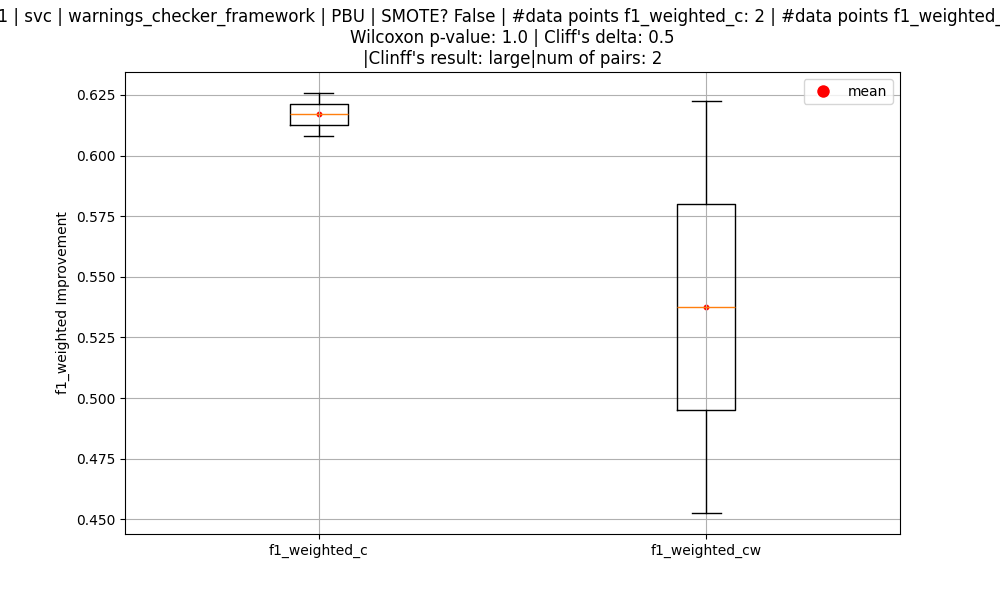 1 | svc | warnings_checker_framework | PBU | SMOTE? False | #data points f1_weighted_c: 2 | #data points f1_weighted_
Wilcoxon p-value: 1.0 | Cliff's delta: 0.5
|Clinff's result: large|num of pairs: 2
mean
0.625
0.600
0.575
0.550
0.525
0.500
0.475
0.450
f1_weighted Improvement
f1_weighted_c
f1_weighted_cw